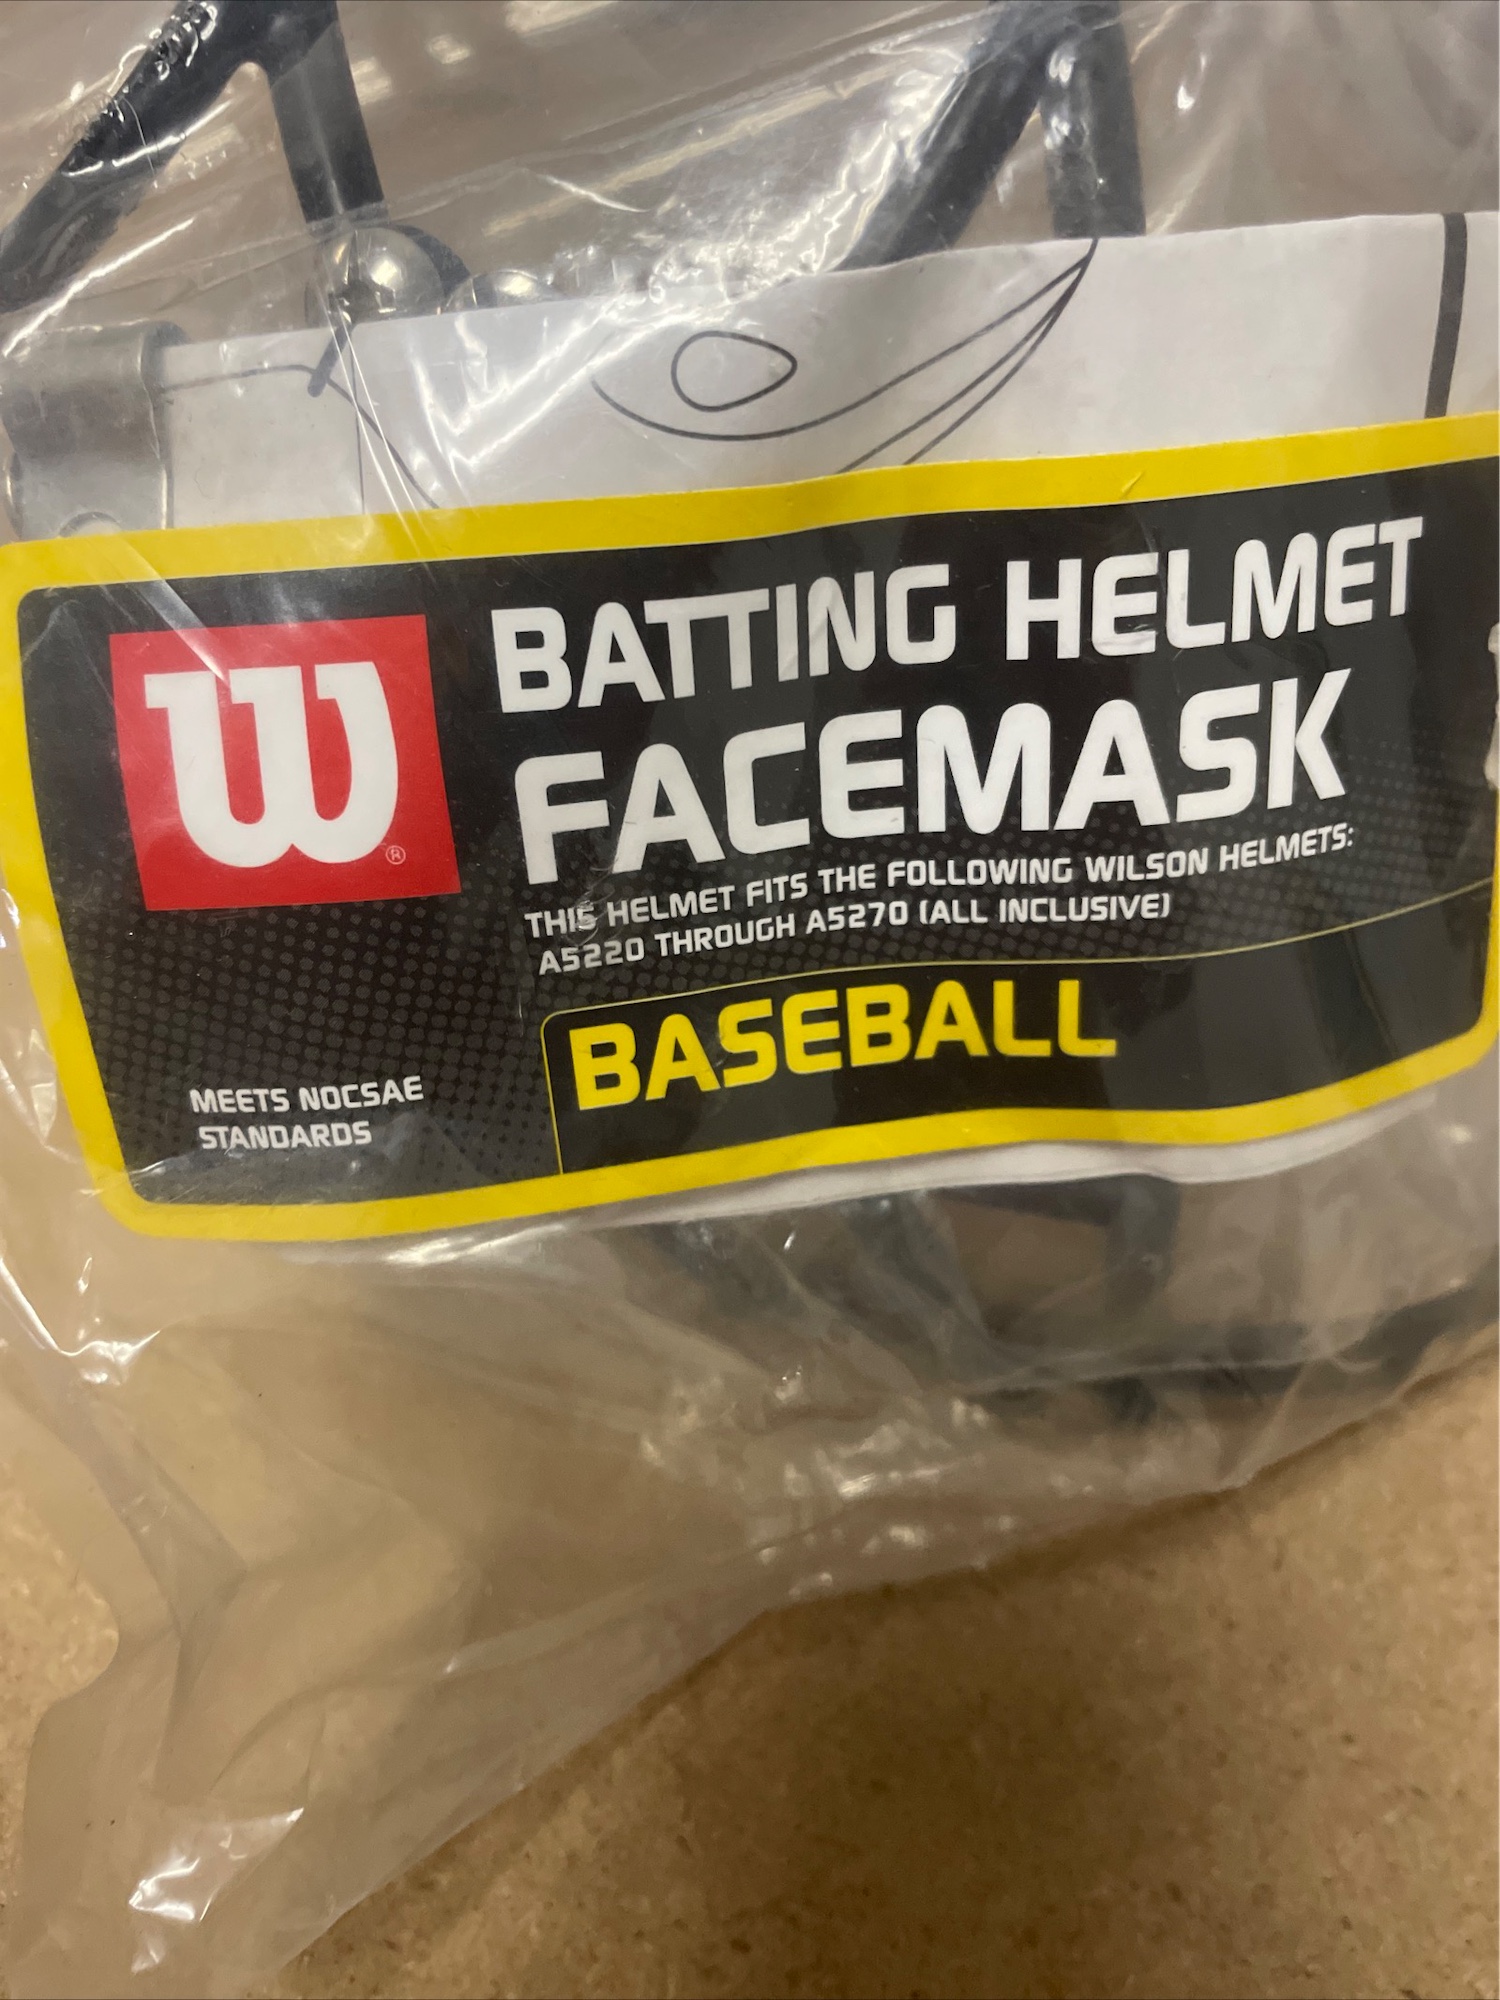 W®
BATTING HELMET
FACEMASK
THIS HELMET FITS THE FOLLOWING WILSON HELMETS:
A5220 THROUGH A5270 (ALL INCLUSIVE)
BASEBALL
MEETS NOCSAE
STANDARDS